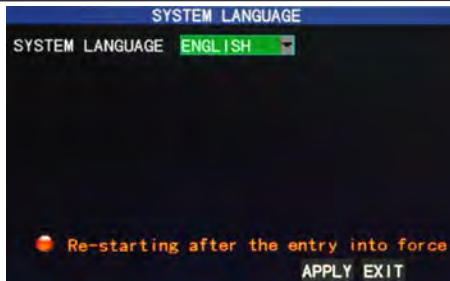 SYSTEM LANGUAGE
SYSTEM LANGUAGE ENGLISH
Re-starting after the entry into force
APPLY EXIT